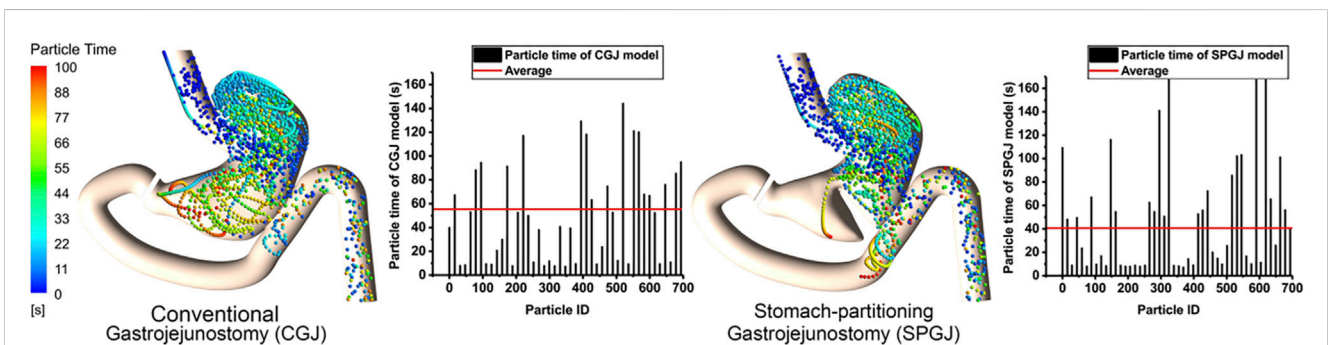 Particle Time
100
88
77
66
55
44
33
22
11
0
[s]
Conventional
Gastrojejunostomy (CGJ)
Particle time of CGJ model
Average
Particle time of CGJ model (s)
180
160
140
120
100
80
60
40
20
0
0 100 200 300 400 500 600 700
Particle ID
Stomach-partitioning
Gastrojejunostomy (SPGJ)
Particle time of SPGJ model
Average
Particle time of SPGJ model (s)
180
160
140
120
100
80
60
40
20
0
0 100 200 300 400 500 600 700
Particle ID